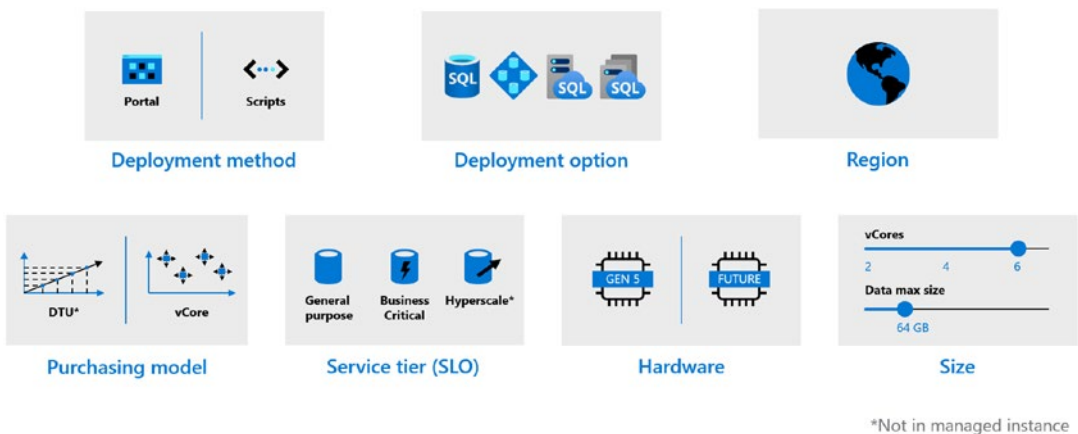 SQL
SQL
SQL
Portal
Scripts
Deployment method
Deployment option
Region
DTU*
vCore
General
purpose
Business
Critical
Hyperscale*
GEN 5
FUTURE
vCores
2 4 6
Data max size
64 GB
Purchasing model
Service tier (SLO)
Hardware
Size
*Not in managed instance